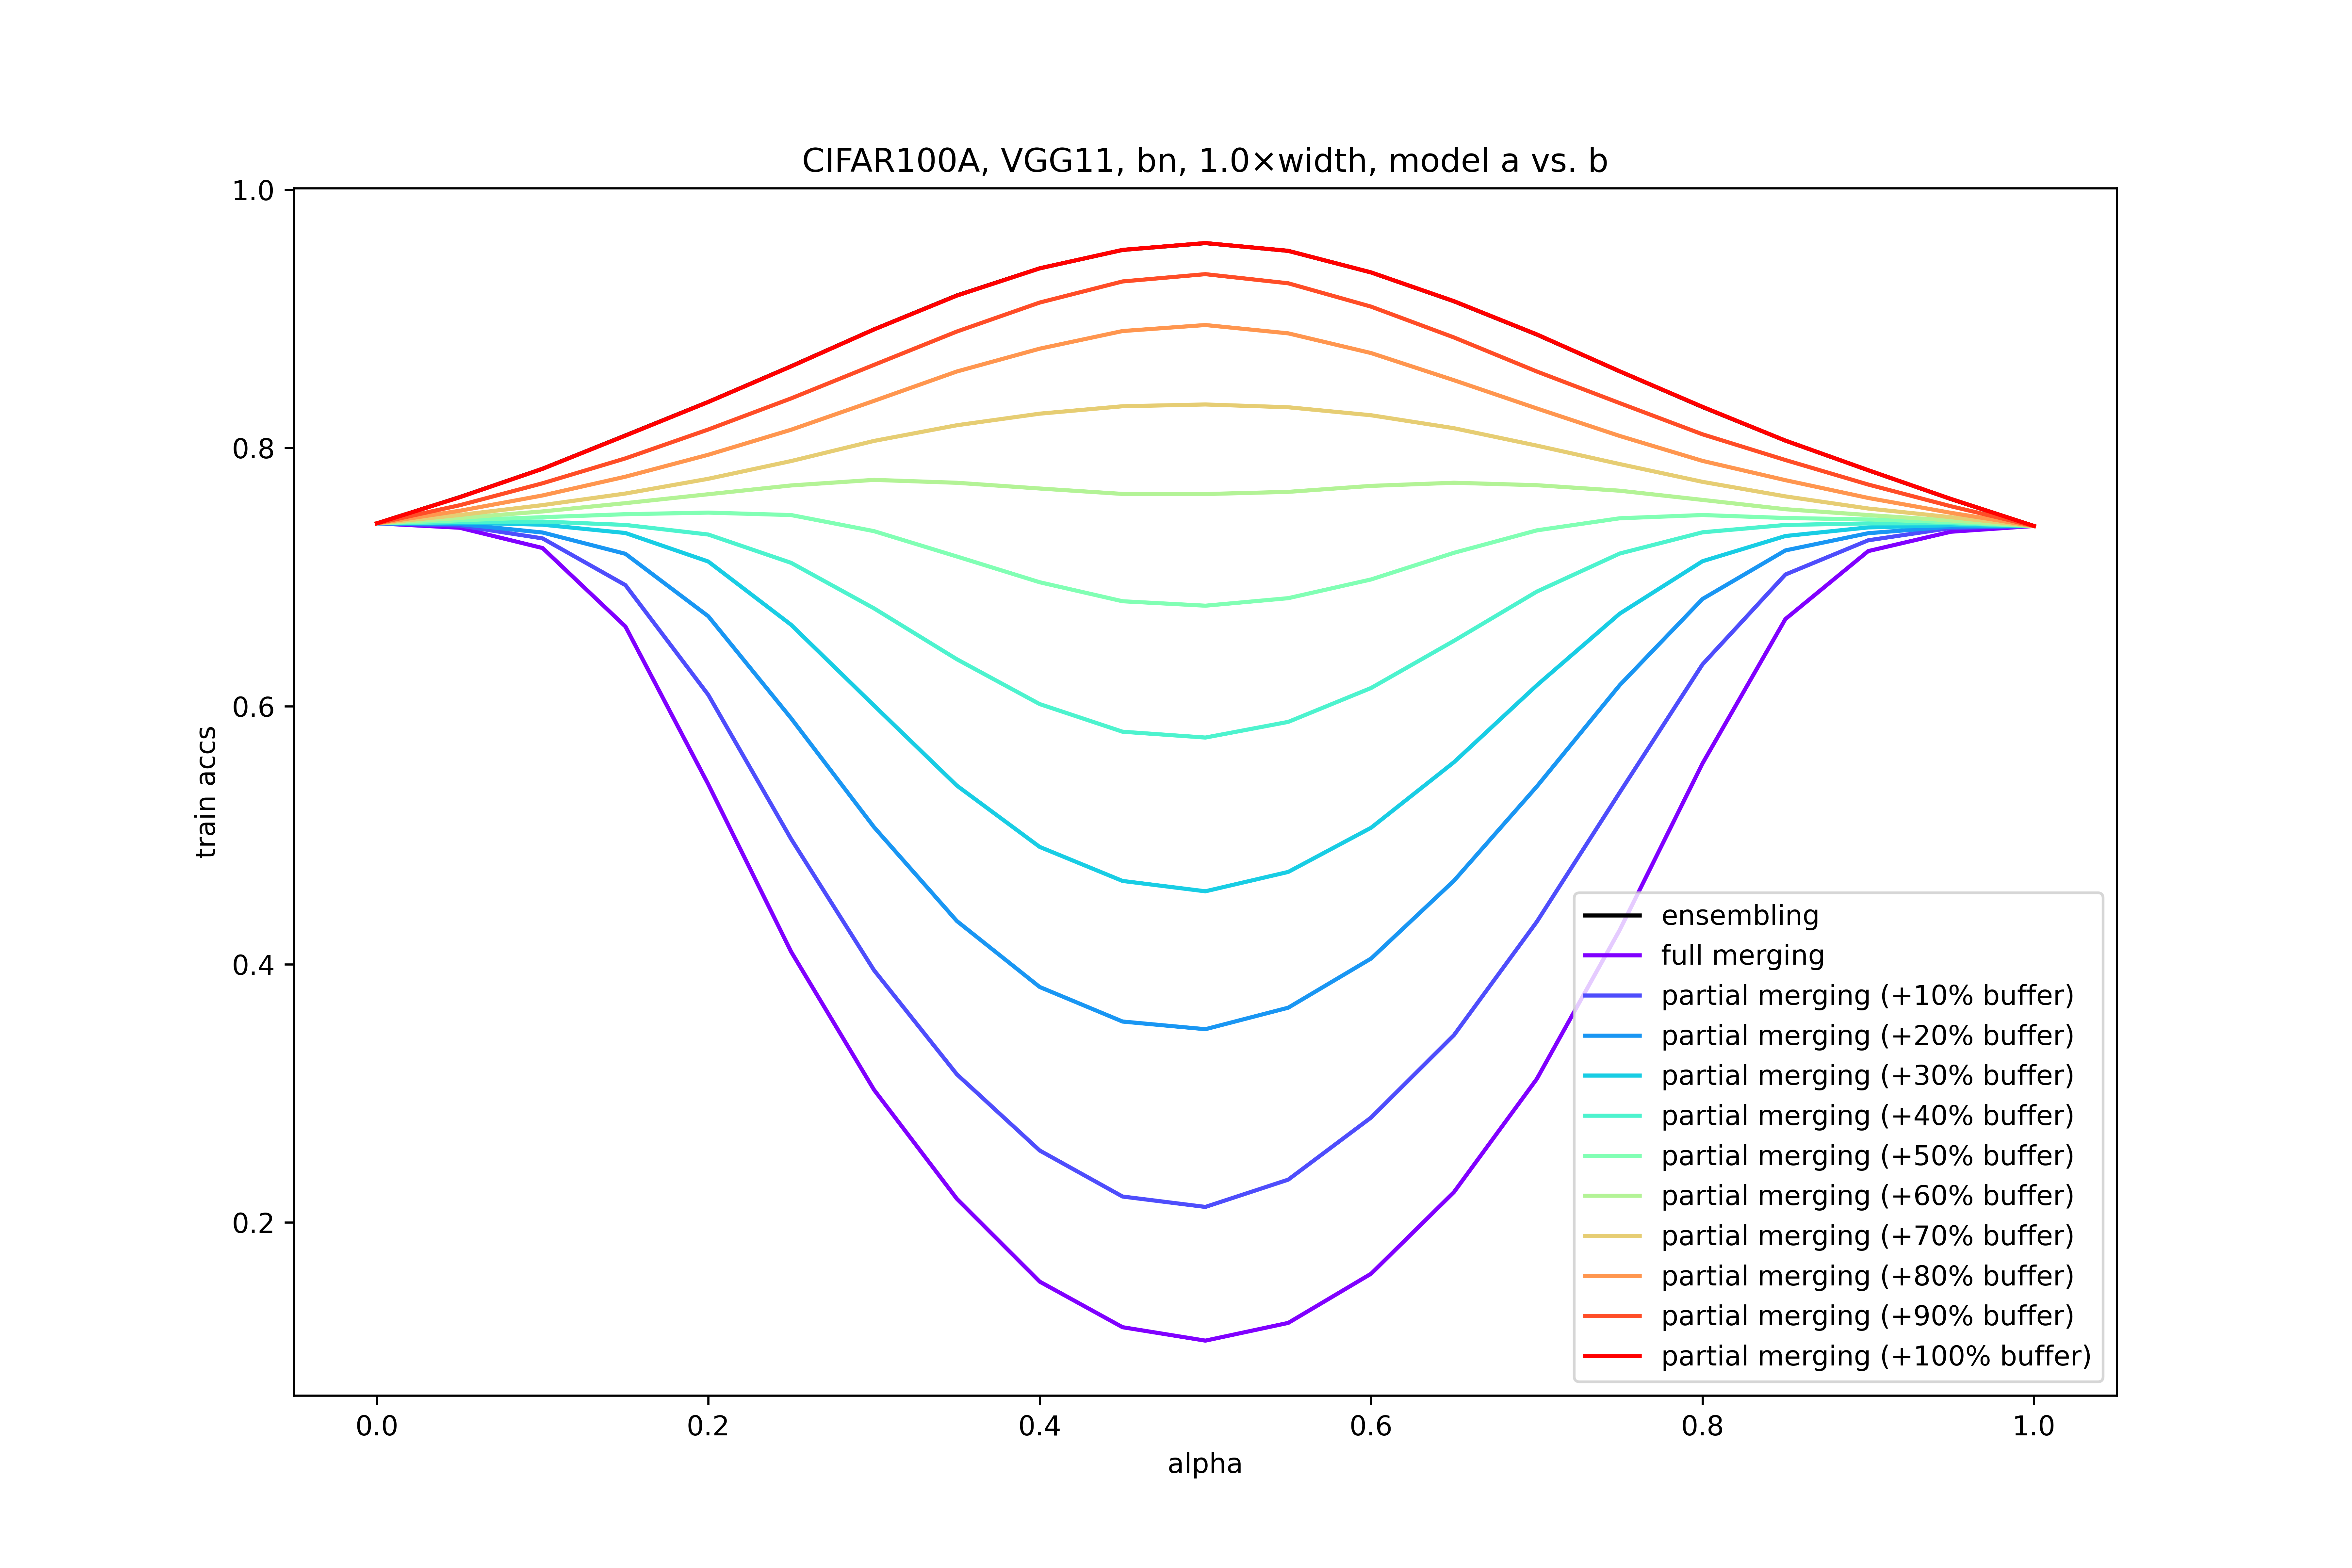 CIFAR100A, VGG11, bn, 1.0×width, model a vs. b
1.0
0.8
0.6
0.4
0.2
train accs
0.0 0.2 0.4 0.6 0.8 1.0
alpha
ensembling
full merging
partial merging (+10% buffer)
partial merging (+20% buffer)
partial merging (+30% buffer)
partial merging (+40% buffer)
partial merging (+50% buffer)
partial merging (+60% buffer)
partial merging (+70% buffer)
partial merging (+80% buffer)
partial merging (+90% buffer)
partial merging (+100% buffer)